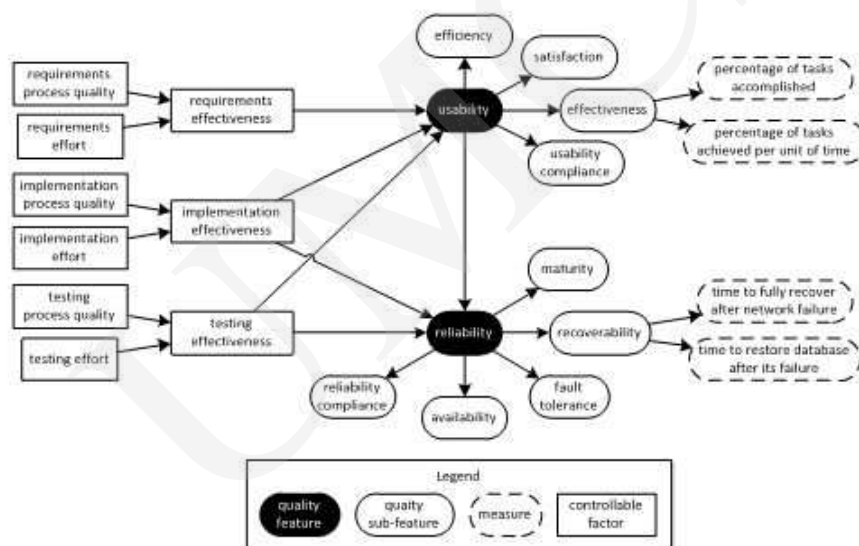 efficiency
satisfaction
requirements
process quality
requirements
effort
requirements
effectiveness
usability
effectiveness
percentage of tasks
accomplished
percentage of tasks
achieved per unit of time
usability
compliance
implementation
process quality
implementation
effort
implementation
effectiveness
testing
process quality
testing effort
testing
effectiveness
maturity
reliability
recoverability
time to fully recover
after network failure
time to restore database
after its failure
reliability
compliance
availability
fault
tolerance
Legend
quality
feature
quaity
sub-feature
measure
controllable
factor